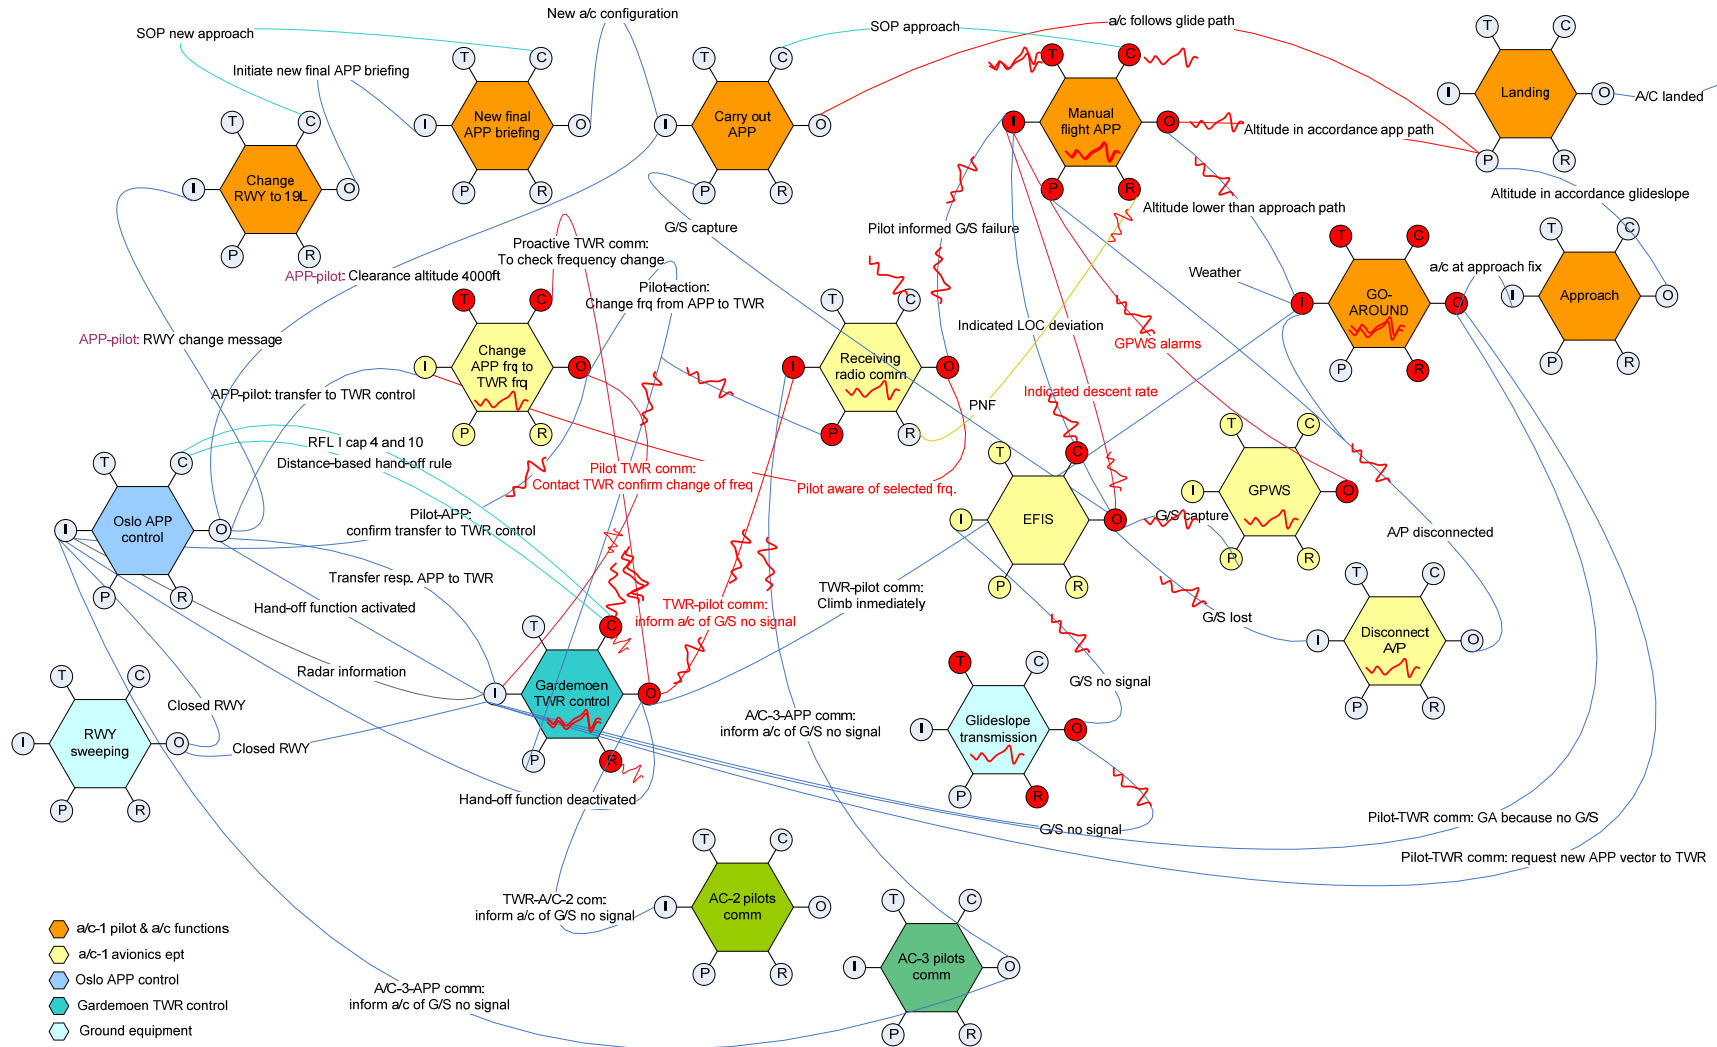 New a/c configuration
SOP new approach
SOP approach
a/c follows glide path
Initiate new final APP briefing
T
C
I
O
P
R
New final
APP briefing
T
C
I
O
P
R
Carry out
APP
T
C
I
O
P
R
Manual
flight APP
T
C
I
O
P
R
Landing
A/C landed
T
C
I
O
P
R
Change
RWY to 19L
Altitude in accordance app path
Altitude in accordance glideslope
Altitude lower than approach path
G/S capture
Pilot informed G/S failure
Proactive TWR comm:
To check frequency change
APP-pilot: Clearance altitude 4000ft
Pilot-action:
Change frq from APP to TWR
Weather
a/c at approach fix
T
C
I
O
P
R
GO-
AROUND
T
C
I
O
P
R
Approach
T
C
I
O
P
R
Change
APP frq to
TWR frq
T
C
I
O
P
R
Receiving
radio comm
Indicated LOC deviation
GPWS alarms
APP-pilot: RWY change message
APP-pilot: transfer to TWR control
Indicated descent rate
PNF
RFL I cap 4 and 10
Distance-based hand-off rule
Pilot TWR comm:
Contact TWR confirm change of freq
Pilot aware of selected frq.
T
C
I
O
P
R
Oslo APP
control
T
C
I
O
P
R
EFIS
T
C
I
O
P
R
GPWS
G/S capture
Pilot-APP:
confirm transfer to TWR control
A/P disconnected
Transfer resp. APP to TWR
Hand-off function activated
TWR-pilot comm:
inform a/c of G/S no signal
TWR-pilot comm:
Climb inmediately
G/S lost
T
C
I
O
P
R
Disconnect
A/P
Radar information
T
C
I
O
P
R
Gardemoen
TWR control
G/S no signal
T
C
I
O
P
R
RWY
sweeping
Closed RWY
Closed RWY
A/C-3-APP comm:
inform a/c of G/S no signal
T
C
I
O
P
R
Glideslope
transmission
Hand-off function deactivated
G/S no signal
Pilot-TWR comm: GA because no G/S
Pilot-TWR comm: request new APP vector to TWR
TWR-A/C-2 com:
inform a/c of G/S no signal
T
C
I
O
P
R
AC-2 pilots
comm
T
C
I
O
P
R
AC-3 pilots
comm
A/C-3-APP comm:
inform a/c of G/S no signal
a/c-1 pilot & a/c functions
a/c-1 avionics ept
Oslo APP control
Gardemoen TWR control
Ground equipment